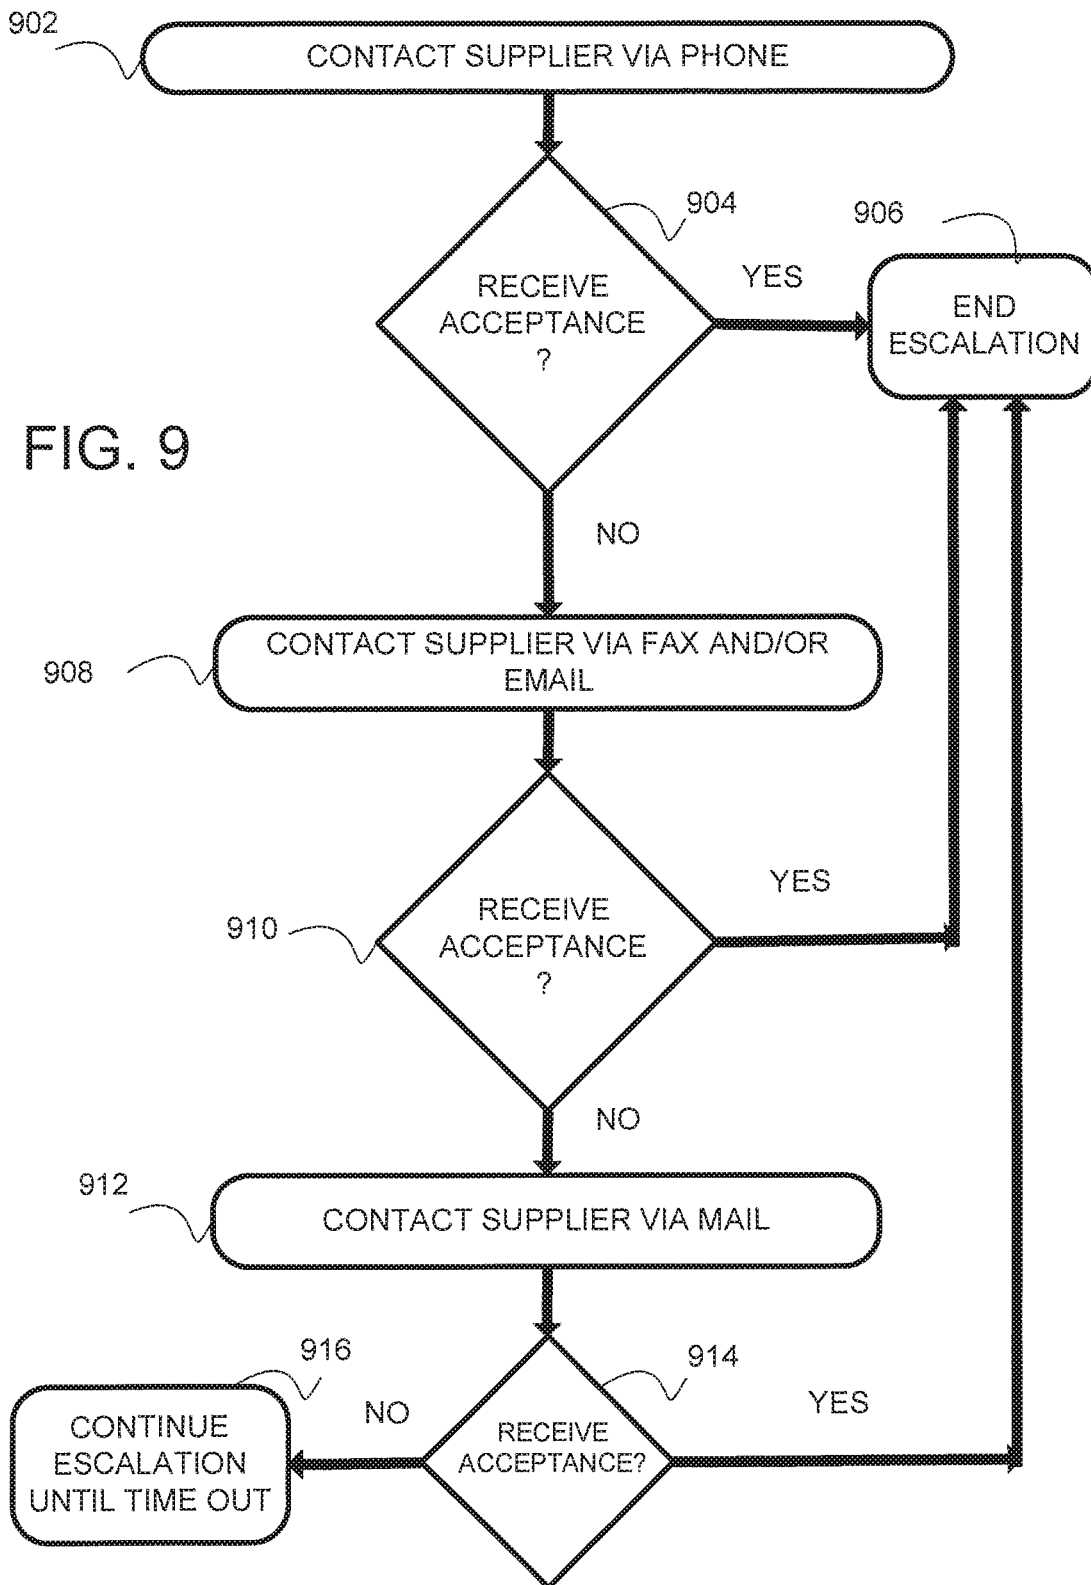 902
CONTACT SUPPLIER VIA PHONE
904
906
RECEIVE
ACCEPTANCE
?
YES
END
ESCALATION
FIG. 9
NO
CONTACT SUPPLIER VIA FAX AND/OR
EMAIL
908
910
RECEIVE
ACCEPTANCE
?
YES
NO
912
CONTACT SUPPLIER VIA MAIL
916
914
CONTINUE
ESCALATION
UNTIL TIME OUT
NO
RECEIVE
ACCEPTANCE?
YES